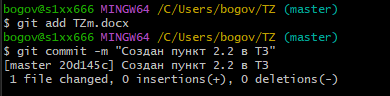 bogov@s1xx666 MINGW64 /C/Users/bogov/TZ (master)
$ git add TZm.docx
bogov@s1xx666 MINGW64 /C/Users/bogov/TZ (master)
$ git commit -m "Создан пункт 2.2 в ТЗ"
[master 20d145c] Создан пункт 2.2 в ТЗ
 1 file changed, 0 insertions(+), 0 deletions(-)